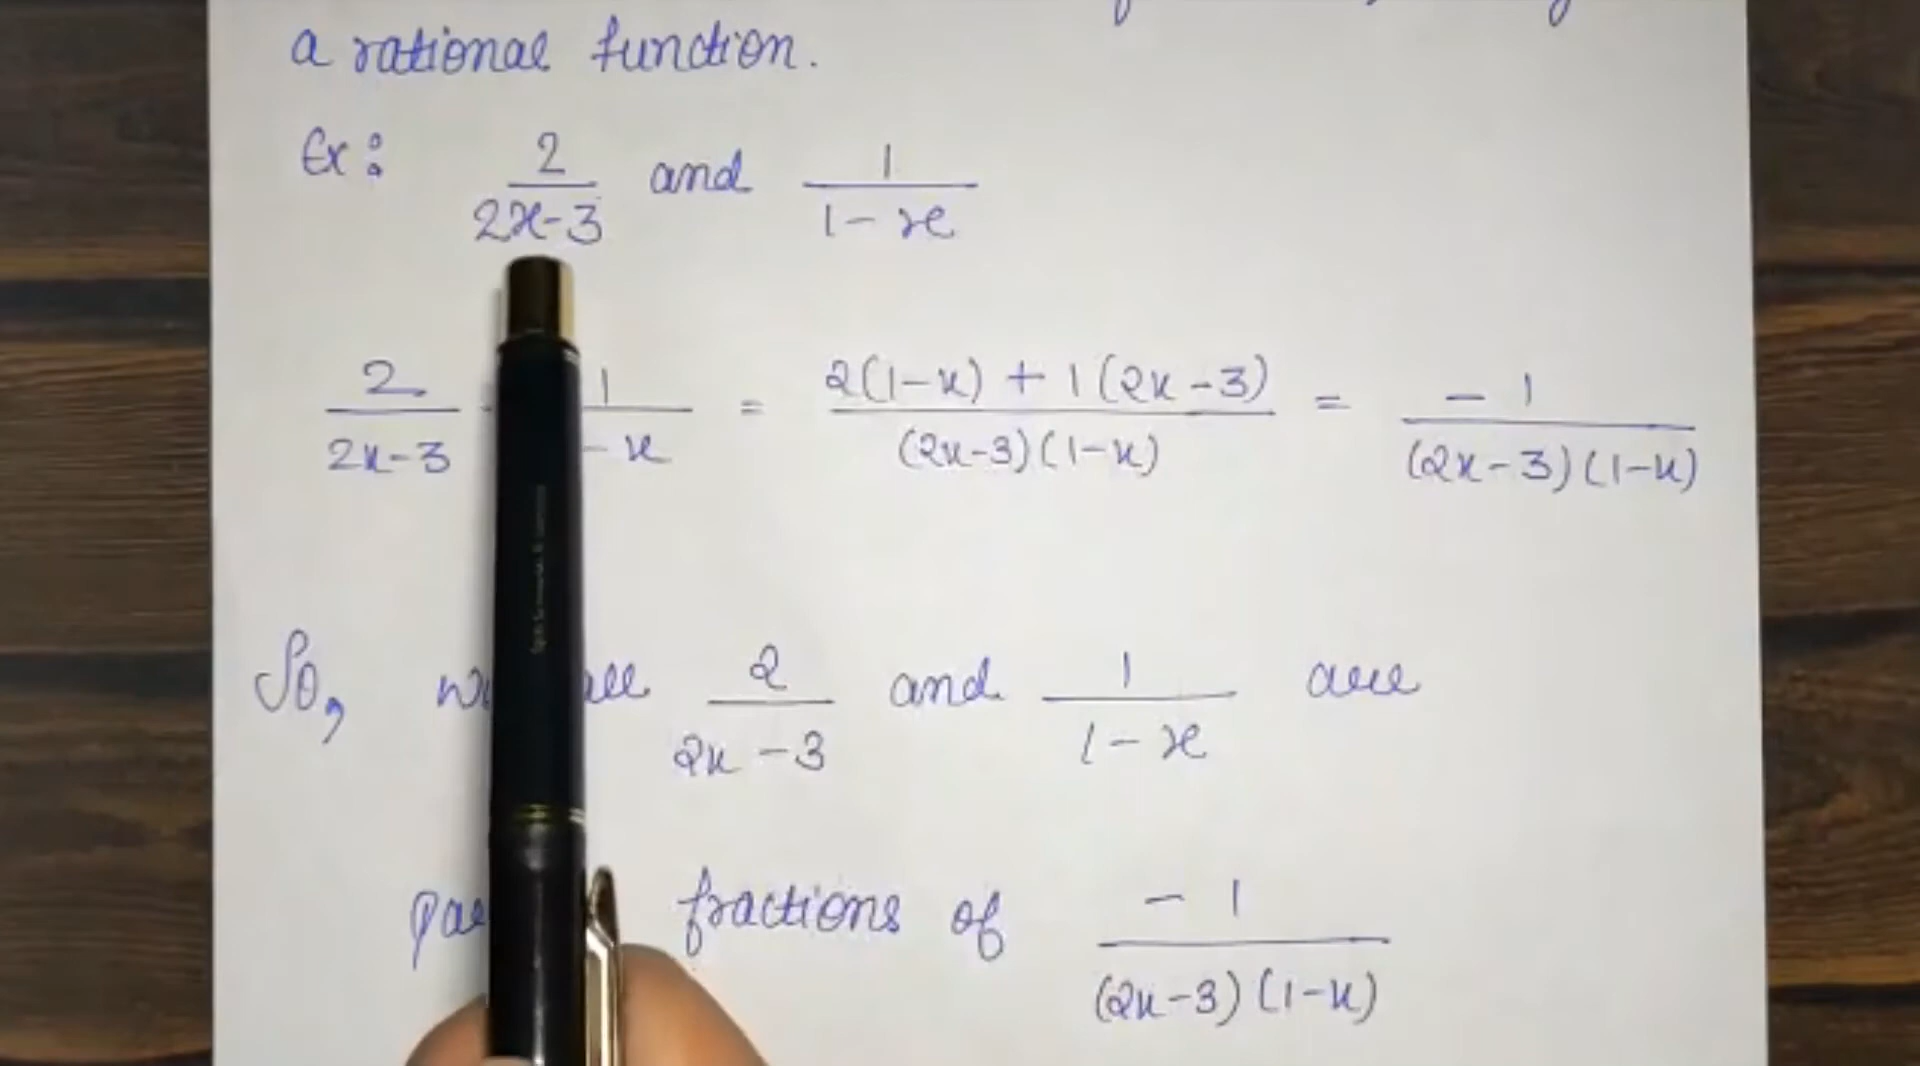 a rational function.
Ex: 2/(2x-3) and 1/(1-x)
2/(2x-3) 1/(-x) = (2(1-x) + 1(2x-3))/((2x-3)(1-x)) = -1/((2x-3)(1-x))
So, 2/(2x-3) and 1/(1-x) are
fractions of -1/((2x-3)(1-x))